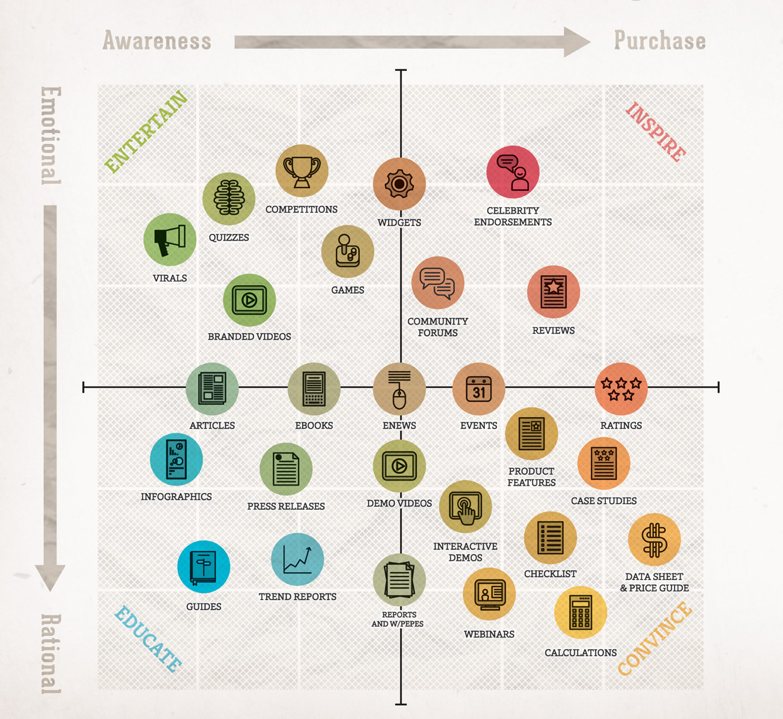 Awareness
Purchase
Emotional
Rational
ENTERTAIN
INSPIRE
COMPETITIONS
WIDGETS
CELEBRITY
ENDORSEMENTS
QUIZZES
VIRALS
GAMES
BRANDED VIDEOS
COMMUNITY
FORUMS
REVIEWS
31
ARTICLES
EBOOKS
ENEWS
EVENTS
RATINGS
INFOGRAPHICS
PRESS RELEASES
DEMO VIDEOS
PRODUCT
FEATURES
CASE STUDIES
INTERACTIVE
DEMOS
CHECKLIST
DATA SHEET
& PRICE GUIDE
GUIDES
TREND REPORTS
REPORTS
AND W/PEPES
WEBINARS
CALCULATIONS
EDUCATE
CONVINCE